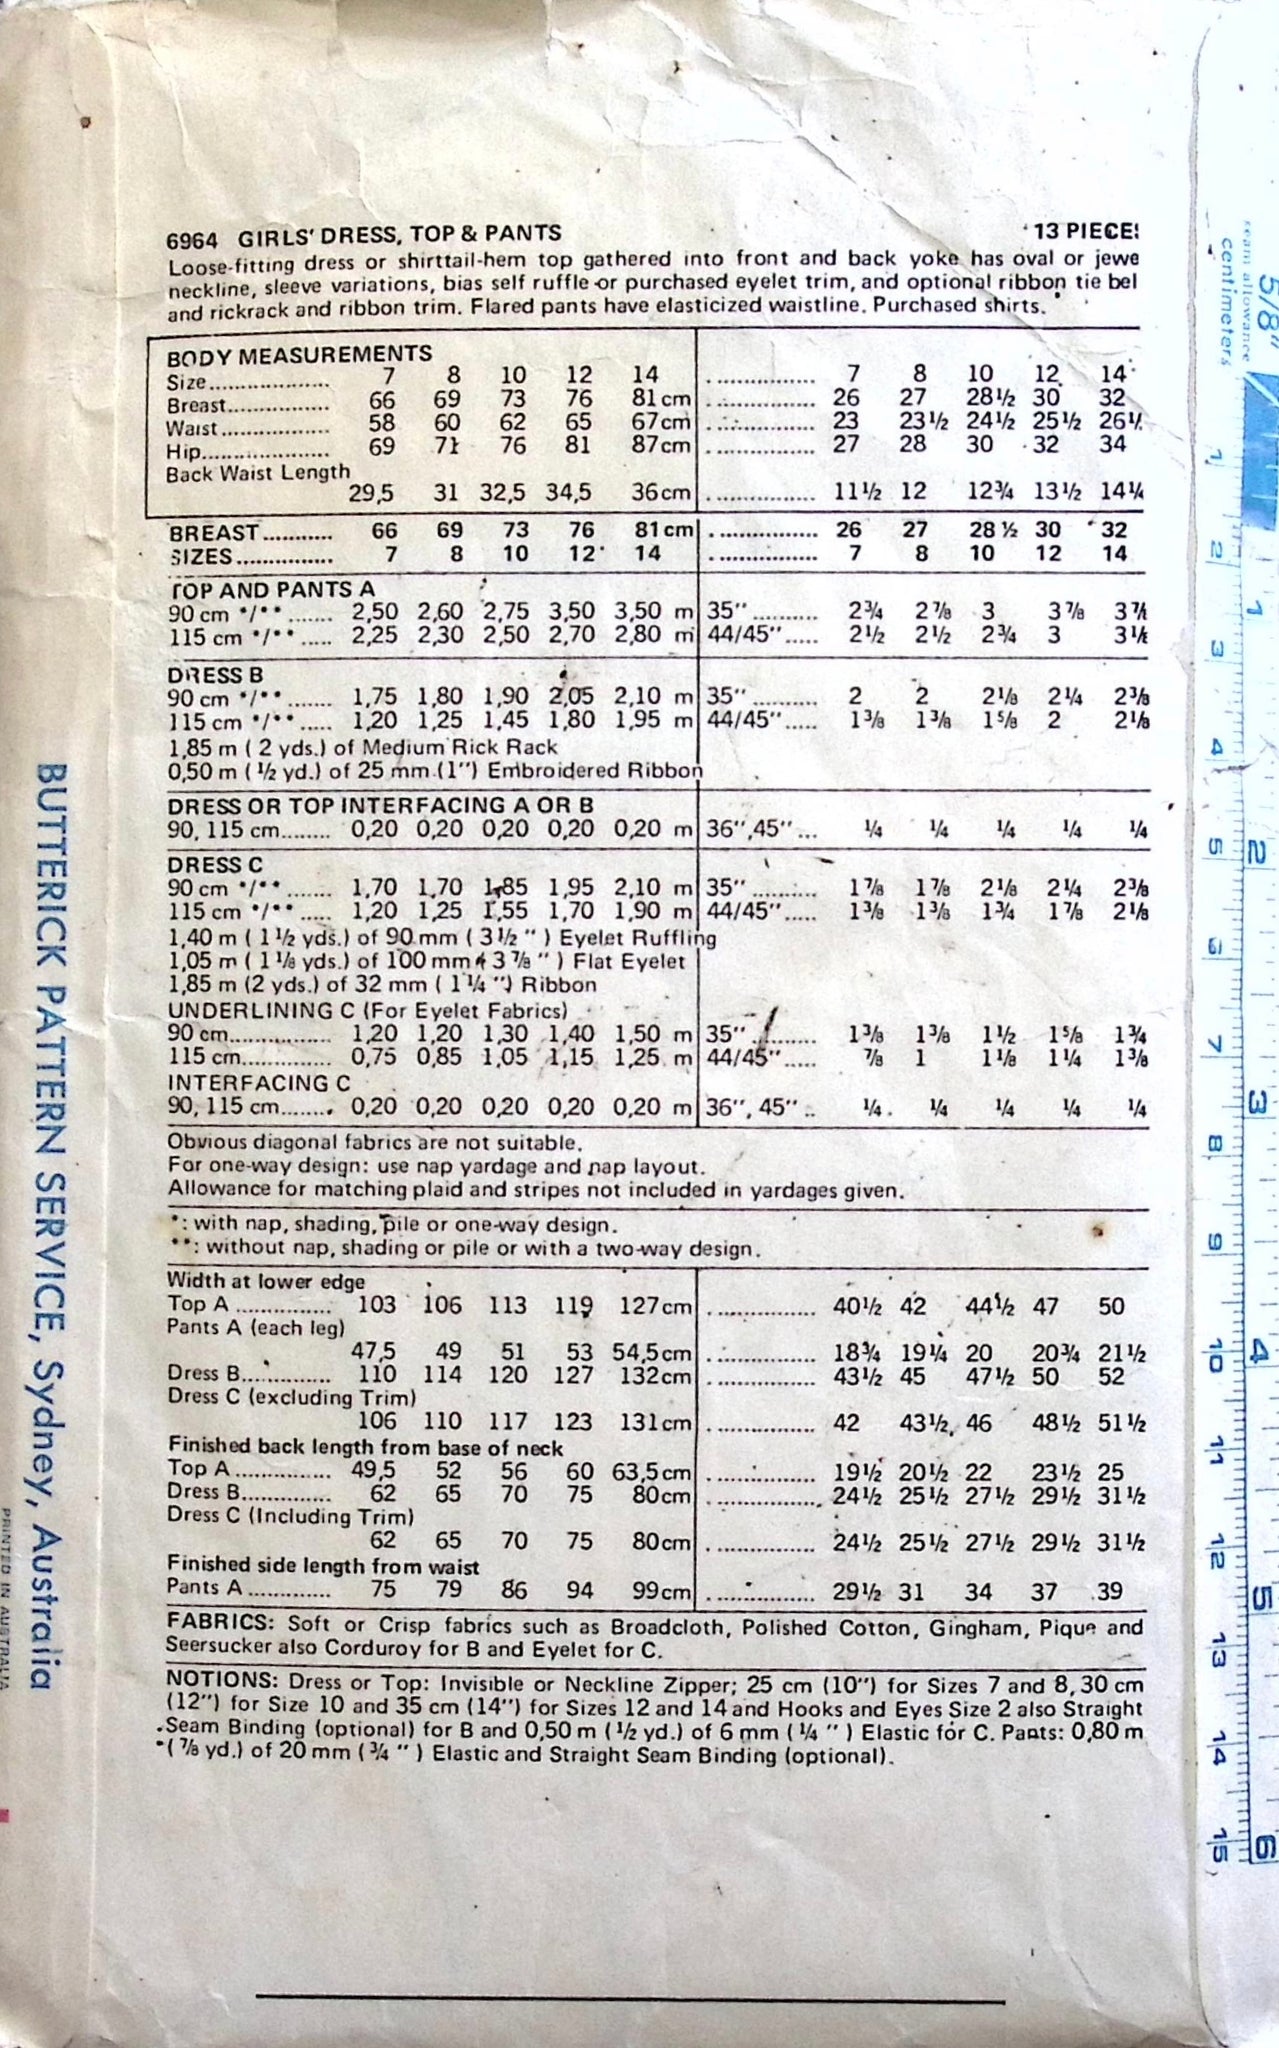 6964 GIRLS' DRESS, TOP & PANTS 13 PIECES
Loose-fitting dress or shirttail-hem top gathered into front and back yoke has oval or jewe
neckline, sleeve variations, bias self ruffle or purchased eyelet trim, and optional ribbon tie bel
and rickrack and ribbon trim. Flared pants have elasticized waistline. Purchased shirts.
BODY MEASUREMENTS
Size.................... 7 8 10 12 14 ................ 7 8 10 12 14
Breast................. 66 69 73 76 81 cm ................ 26 27 28½ 30 32
Waist.................. 58 60 62 65 67 cm ................ 23 23½ 24½ 25½ 26½
Hip..................... 69 71 76 81 87 cm ................ 27 28 30 32 34
Back Waist Length
29,5 31 32,5 34,5 36 cm ................ 11½ 12 12¾ 13½ 14¼
BREAST........... 66 69 73 76 81 cm ................ 26 27 28½ 30 32
SIZES ............... 7 8 10 12 14 ................ 7 8 10 12 14
TOP AND PANTS A
90 cm */** ....... 2,50 2,60 2,75 3,50 3,50 m 35" .......... 2¾ 2⅞ 3 3⅞ 3⅞
115 cm */** ..... 2,25 2,30 2,50 2,70 2,80 m 44/45" ..... 2½ 2½ 2¾ 3
DRESS B
90 cm */** ....... 1,75 1,80 1,90 2,05 2,10 m 35" .......... 2 2 2⅛ 2¼ 2⅜
115 cm */** ..... 1,20 1,25 1,45 1,80 1,95 m 44/45" ..... 1⅜ 1⅜ 1⅝ 2 2⅛
1,85 m ( 2 yds.) of Medium Rick Rack
0,50 m ( ½ yd.) of 25 mm (1") Embroidered Ribbon
DRESS OR TOP INTERFACING A OR B
90, 115 cm........ 0,20 0,20 0,20 0,20 0,20 m 36",45" ... ¼ ¼ ¼ ¼ ¼
DRESS C
90 cm */** ....... 1,70 1,70 1,85 1,95 2,10 m 35" .......... 1⅞ 1⅞ 2⅛ 2¼ 2⅜
115 cm */** ..... 1,20 1,25 1,55 1,70 1,90 m 44/45" ..... 1⅜ 1⅜ 1¾ 1⅞ 2⅛
1,40 m ( 1½ yds.) of 90 mm ( 3½ " ) Eyelet Ruffling
1,05 m ( 1⅛ yds.) of 100 mm ( 3⅞ " ) Flat Eyelet
1,85 m (2 yds.) of 32 mm ( 1¼ ") Ribbon
UNDERLINING C (For Eyelet Fabrics)
90 cm............... 1,20 1,20 1,30 1,40 1,50 m 35" .......... 1⅜ 1⅜ 1½ 1⅝ 1¾
115 cm............. 0,75 0,85 1,05 1,15 1,25 m 44/45" ..... ⅞ 1 1⅛ 1¼ 1⅜
INTERFACING C
90, 115 cm........ 0,20 0,20 0,20 0,20 0,20 m 36", 45" .. ¼ ¼ ¼ ¼ ¼
Obvious diagonal fabrics are not suitable.
For one-way design: use nap yardage and nap layout.
Allowance for matching plaid and stripes not included in yardages given.
*: with nap, shading, pile or one-way design.
**: without nap, shading or pile or with a two-way design.
Width at lower edge
Top A ............... 103 106 113 119 127 cm ................ 40½ 42 44½ 47 50
Pants A (each leg)
47,5 49 51 53 54,5 cm ................ 18¾ 19¼ 20 20¾ 21½
Dress B............. 110 114 120 127 132 cm ................ 43½ 45 47½ 50 52
Dress C (excluding Trim)
106 110 117 123 131 cm ................ 42 43½ 46 48½ 51½
Finished back length from base of neck
Top A ............... 49,5 52 56 60 63,5 cm ................ 19½ 20½ 22 23½ 25
Dress B............. 62 65 70 75 80 cm ................ 24½ 25½ 27½ 29½ 31½
Dress C (Including Trim)
62 65 70 75 80 cm ................ 24½ 25½ 27½ 29½ 31½
Finished side length from waist
Pants A ............ 75 79 86 94 99 cm ................ 29½ 31 34 37 39
FABRICS: Soft or Crisp fabrics such as Broadcloth, Polished Cotton, Gingham, Pique and
Seersucker also Corduroy for B and Eyelet for C.
NOTIONS: Dress or Top: Invisible or Neckline Zipper; 25 cm (10") for Sizes 7 and 8, 30 cm
(12") for Size 10 and 35 cm (14") for Sizes 12 and 14 and Hooks and Eyes Size 2 also Straight
Seam Binding (optional) for B and 0,50 m ( ½ yd.) of 6 mm ( ¼ " ) Elastic for C. Pants: 0,80 m
( ⅞ yd.) of 20 mm ( ¾ " ) Elastic and Straight Seam Binding (optional).
BUTTERICK PATTERN SERVICE, Sydney, Australia
PRINTED IN AUSTRALIA
5/8"
seam allowance
centimeters
1 2 3 4 5 6 7 8 9 10 11 12 13 14 15
1 2 3 4 5 6